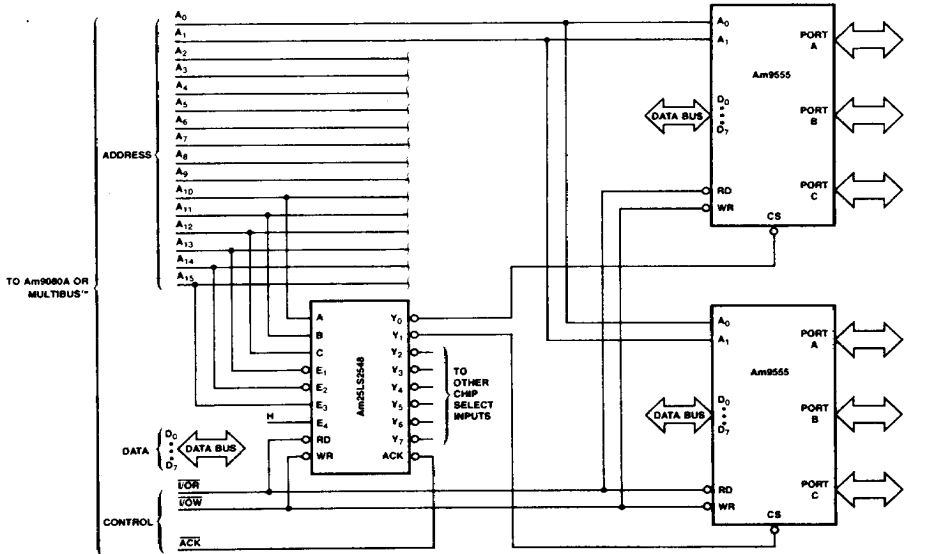 TO Am9080A OR
MULTIBUS™
ADDRESS
A0
A1
A2
A3
A4
A5
A6
A7
A8
A9
A10
A11
A12
A13
A14
A15
DATA
D0
D7
DATA BUS
CONTROL
I/OR
I/OW
ACK
H
A
B
C
E1
E2
E3
E4
RD
WR
Am25LS2548
Y0
Y1
Y2
Y3
Y4
Y5
Y6
Y7
ACK
TO
OTHER
CHIP
SELECT
INPUTS
A0
A1
PORT
A
Am9555
DATA BUS
D0
D7
PORT
B
RD
WR
PORT
C
CS
A0
A1
PORT
A
Am9555
DATA BUS
D0
D7
PORT
B
RD
WR
PORT
C
CS